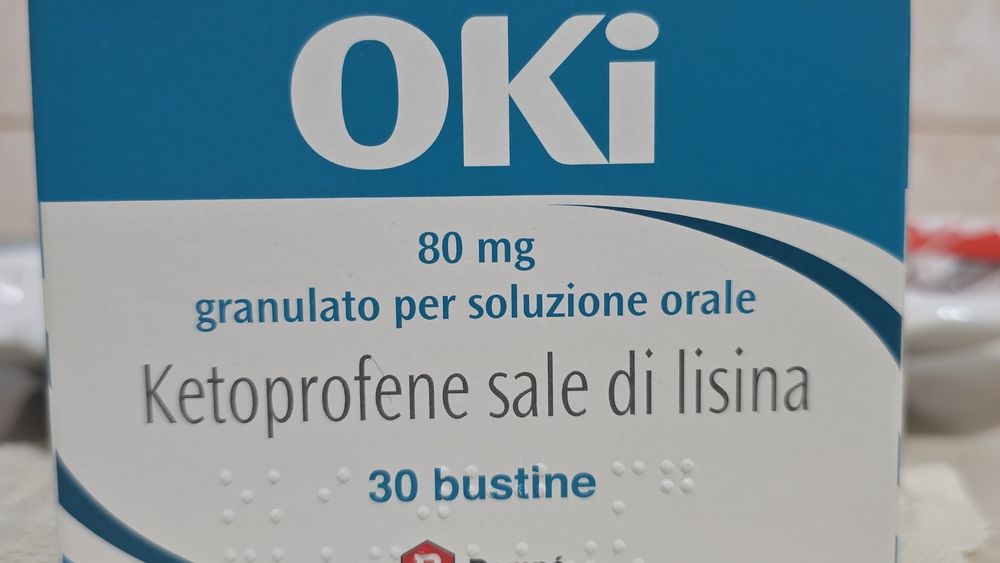 OKi
80 mg
granulato per soluzione orale
Ketoprofene sale di lisina
30 bustine